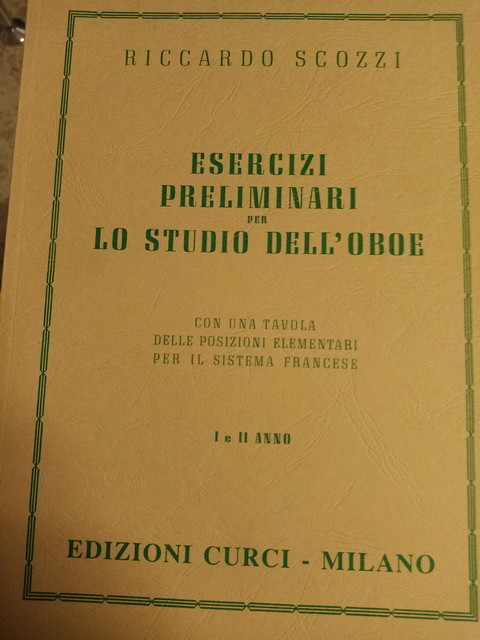 RICCARDO SCOZZI
ESERCIZI
PRELIMINARI
PER
LO STUDIO DELL'OBOE
CON UNA TAVOLA
DELLE POSIZIONI ELEMENTARI
PER IL SISTEMA FRANCESE
I e II ANNO
EDIZIONI CURCI - MILANO